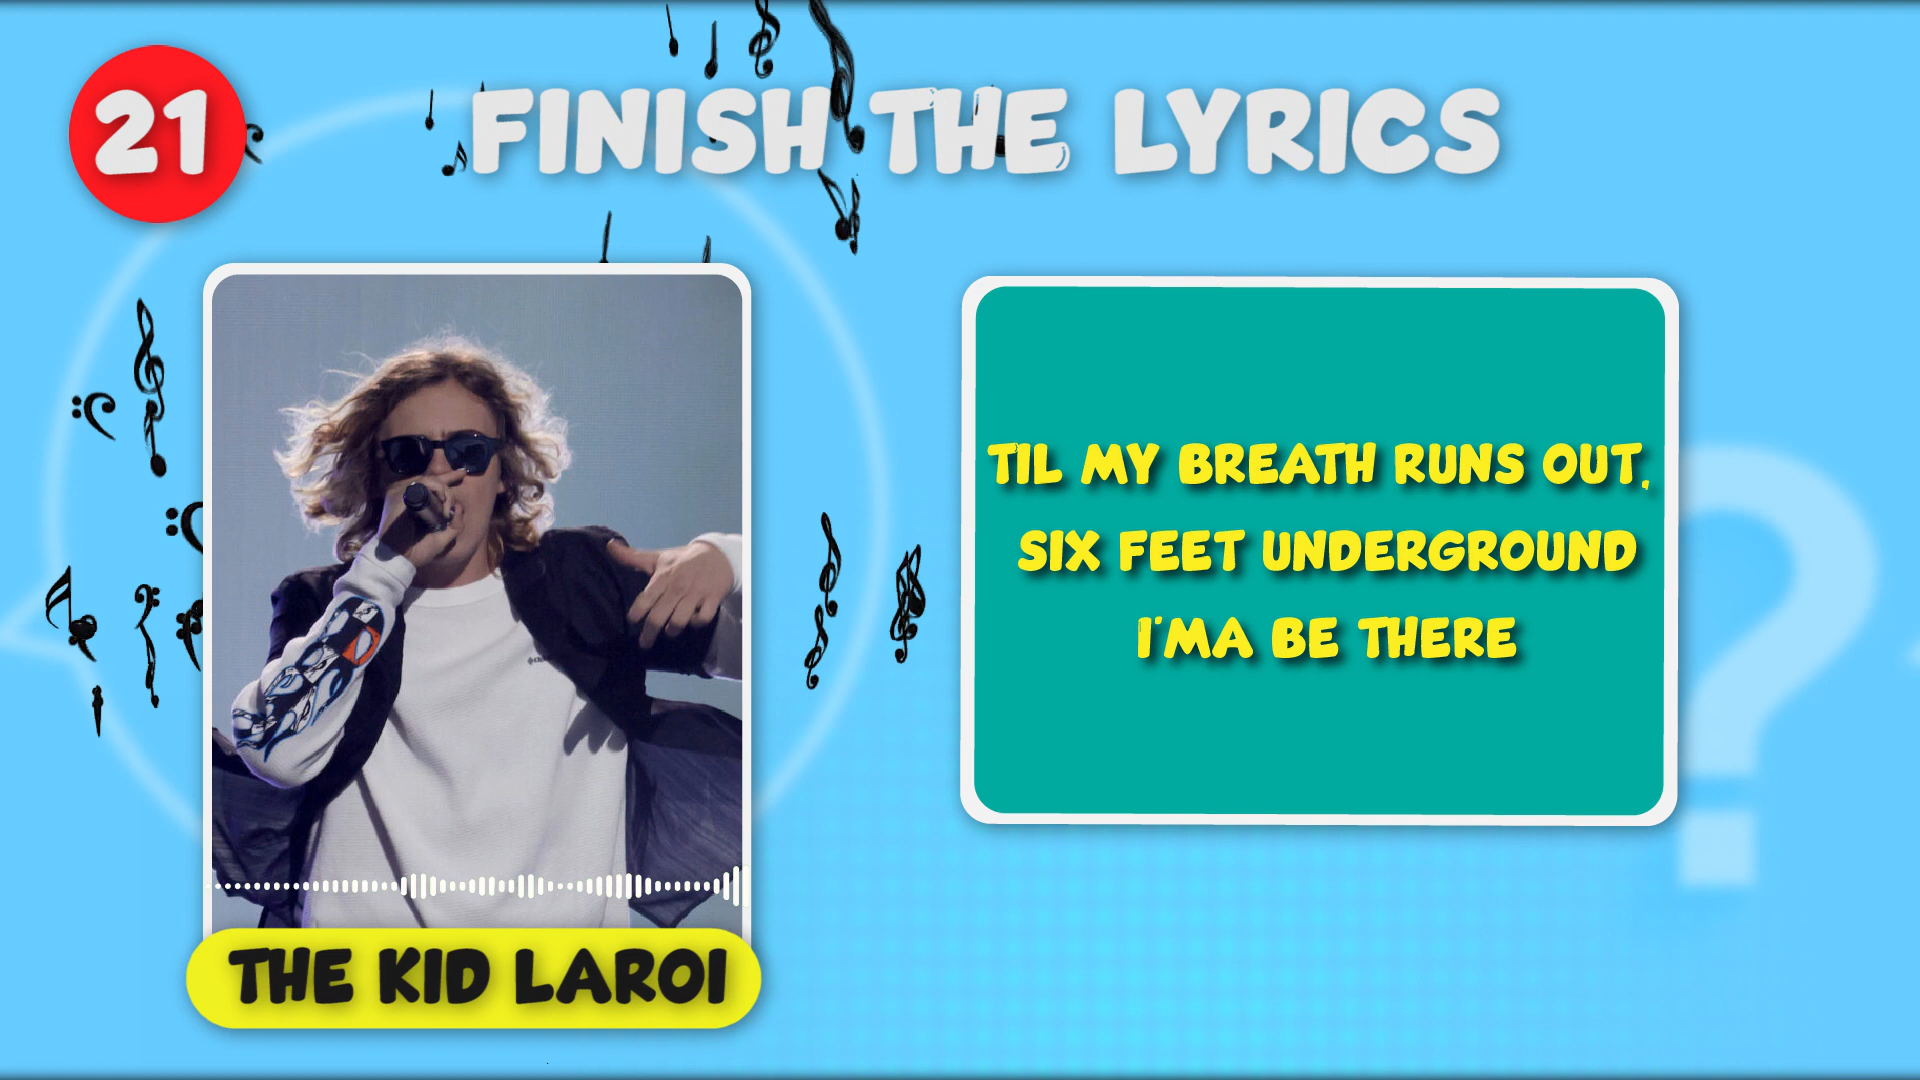 21
FINISH THE LYRICS
TIL MY BREATH RUNS OUT,
SIX FEET UNDERGROUND
I'MA BE THERE
THE KID LAROI